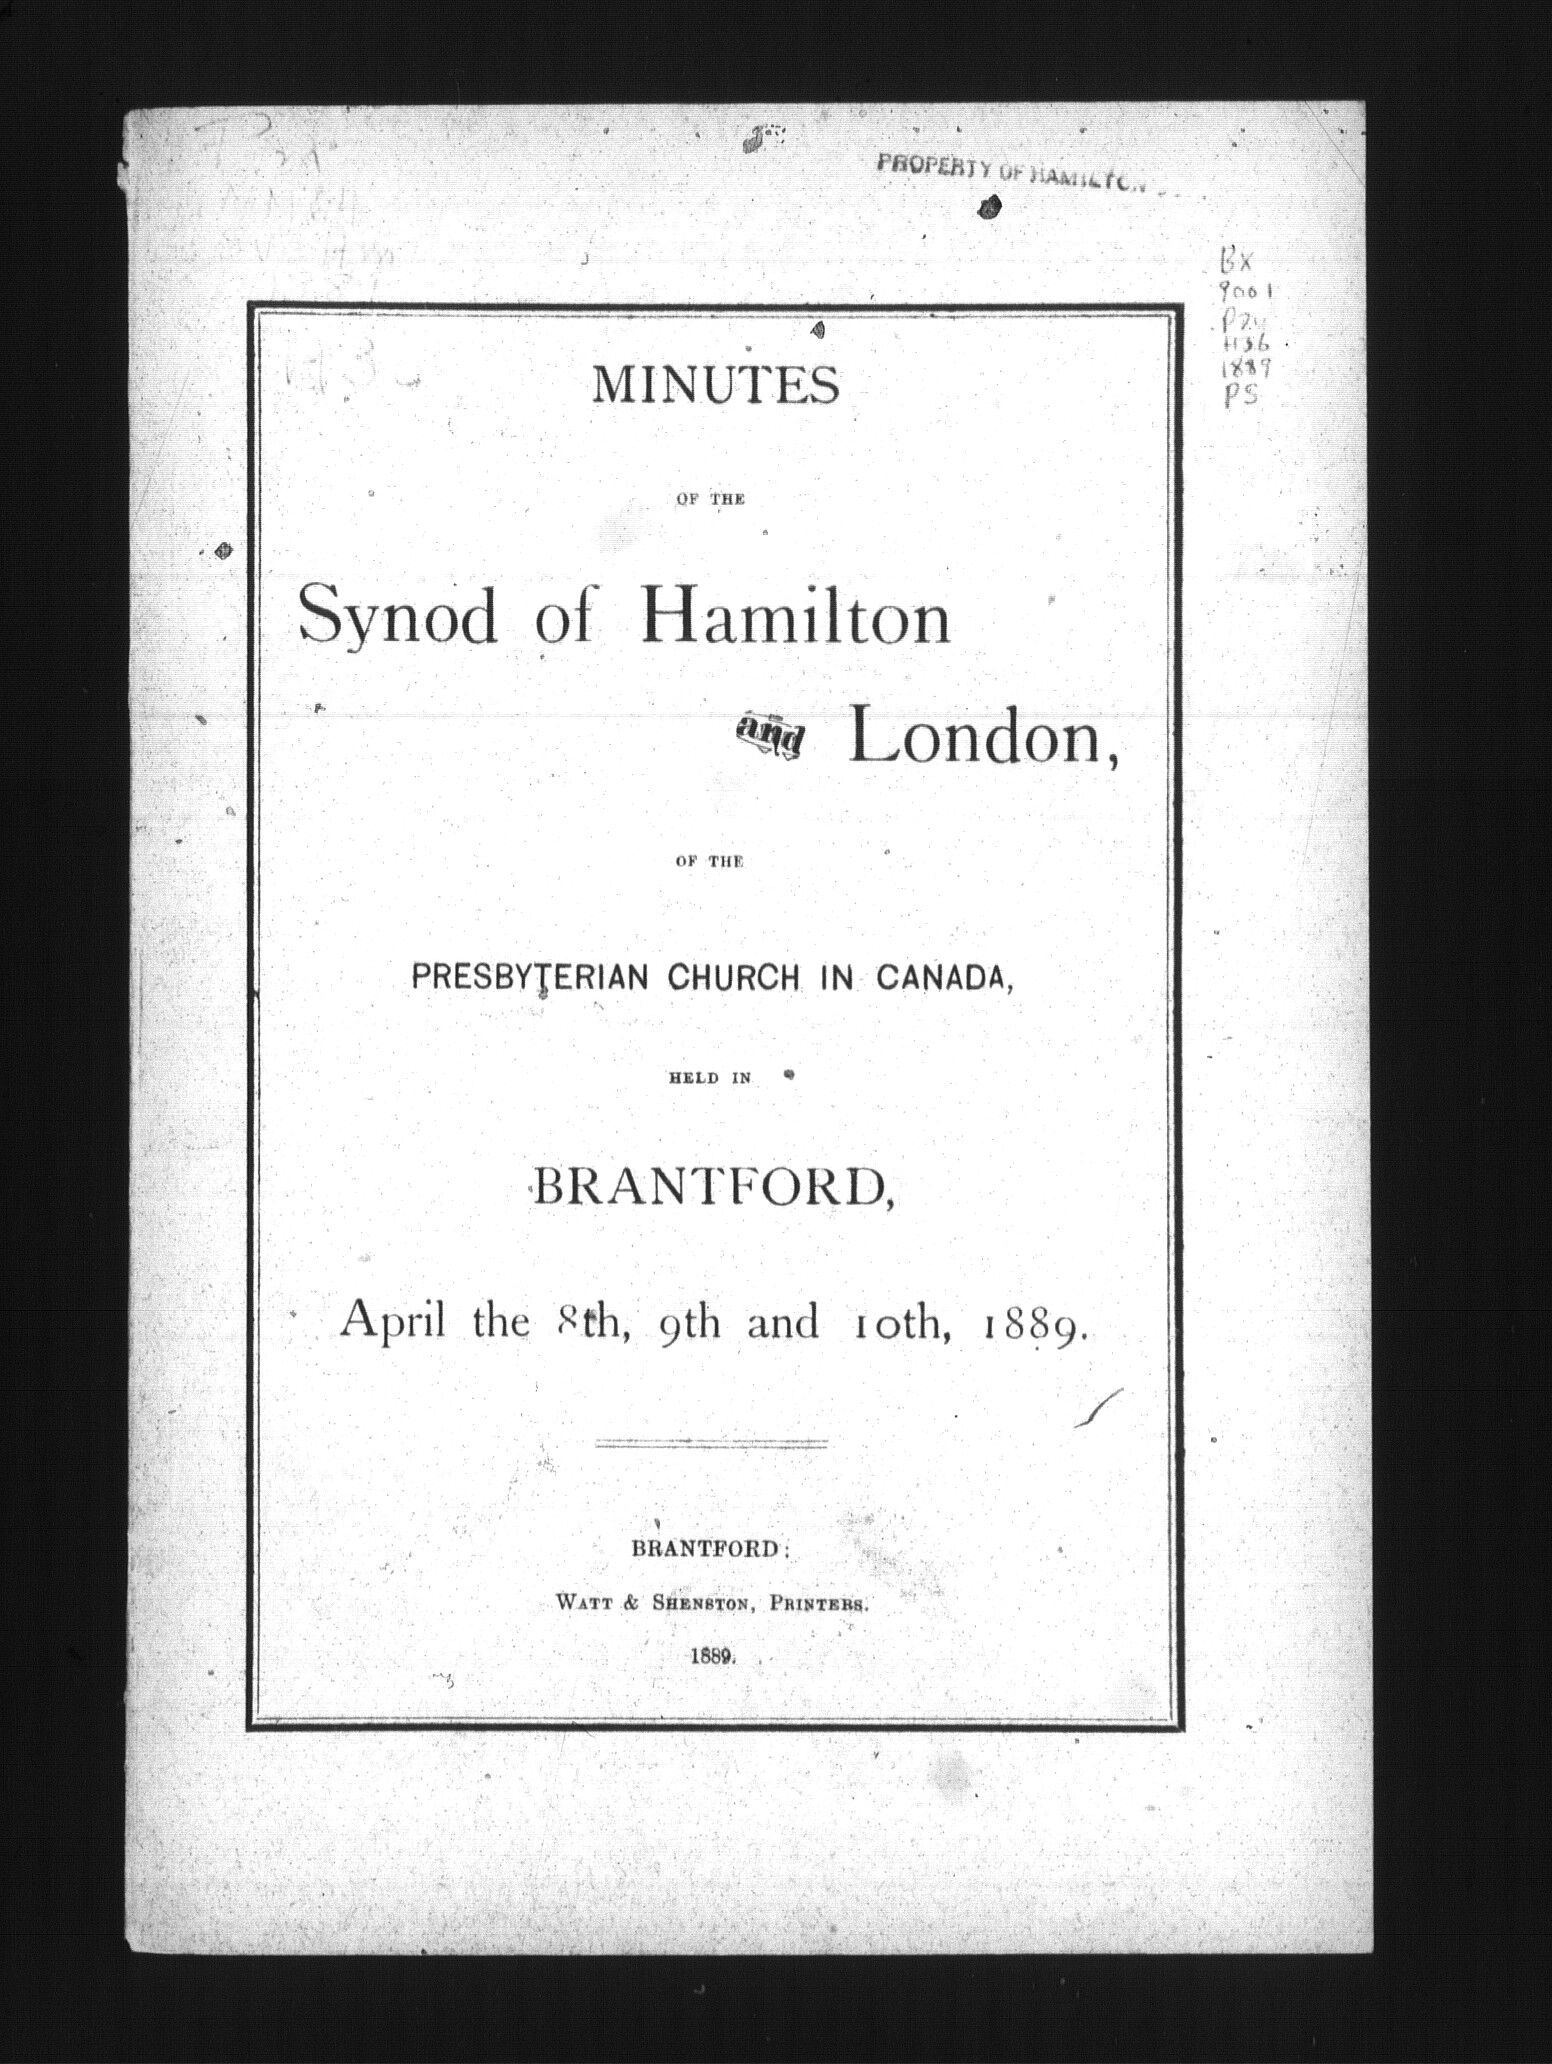 PROPERTY OF HAMILTON
BX
9001
H36
1889
PS
MINUTES
OF THE
Synod of Hamilton
and London,
OF THE
PRESBYTERIAN CHURCH IN CANADA,
HELD IN
BRANTFORD,
April the 8th, 9th and 10th, 1889.
BRANTFORD:
WATT & SHENSTON, PRINTERS.
1889.